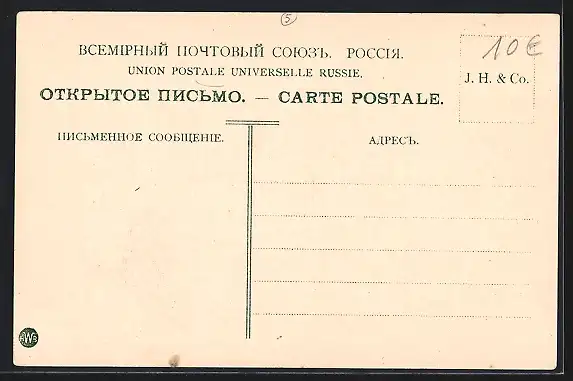 5
ВСЕМІРНЫЙ ПОЧТОВЫЙ СОЮЗЪ. РОССІЯ.
10€
UNION POSTALE UNIVERSELLE RUSSIE.
J. H. & Co.
ОТКРЫТОЕ ПИСЬМО. — CARTE POSTALE.
ПИСЬМЕННОЕ СООБЩЕНІЕ.
АДРЕСЪ.